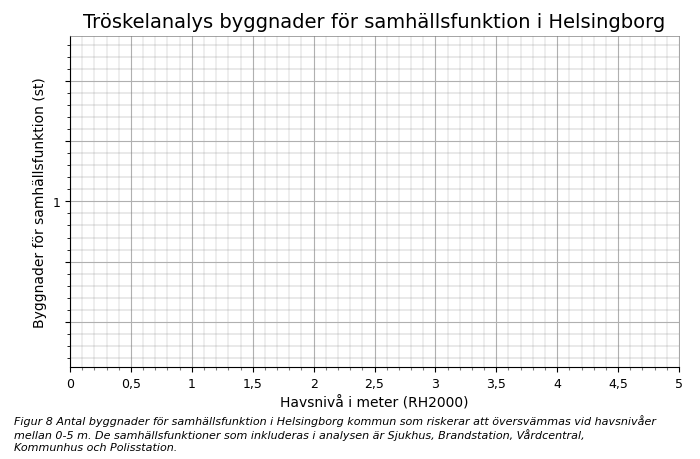 Tröskelanalys byggnader för samhällsfunktion i Helsingborg
Byggnader för samhällsfunktion (st)
1
0 0,5 1 1,5 2 2,5 3 3,5 4 4,5 5
Havsnivå i meter (RH2000)
Figur 8 Antal byggnader för samhällsfunktion i Helsingborg kommun som riskerar att översvämmas vid havsnivåer
mellan 0-5 m. De samhällsfunktioner som inkluderas i analysen är Sjukhus, Brandstation, Vårdcentral,
Kommunhus och Polisstation.